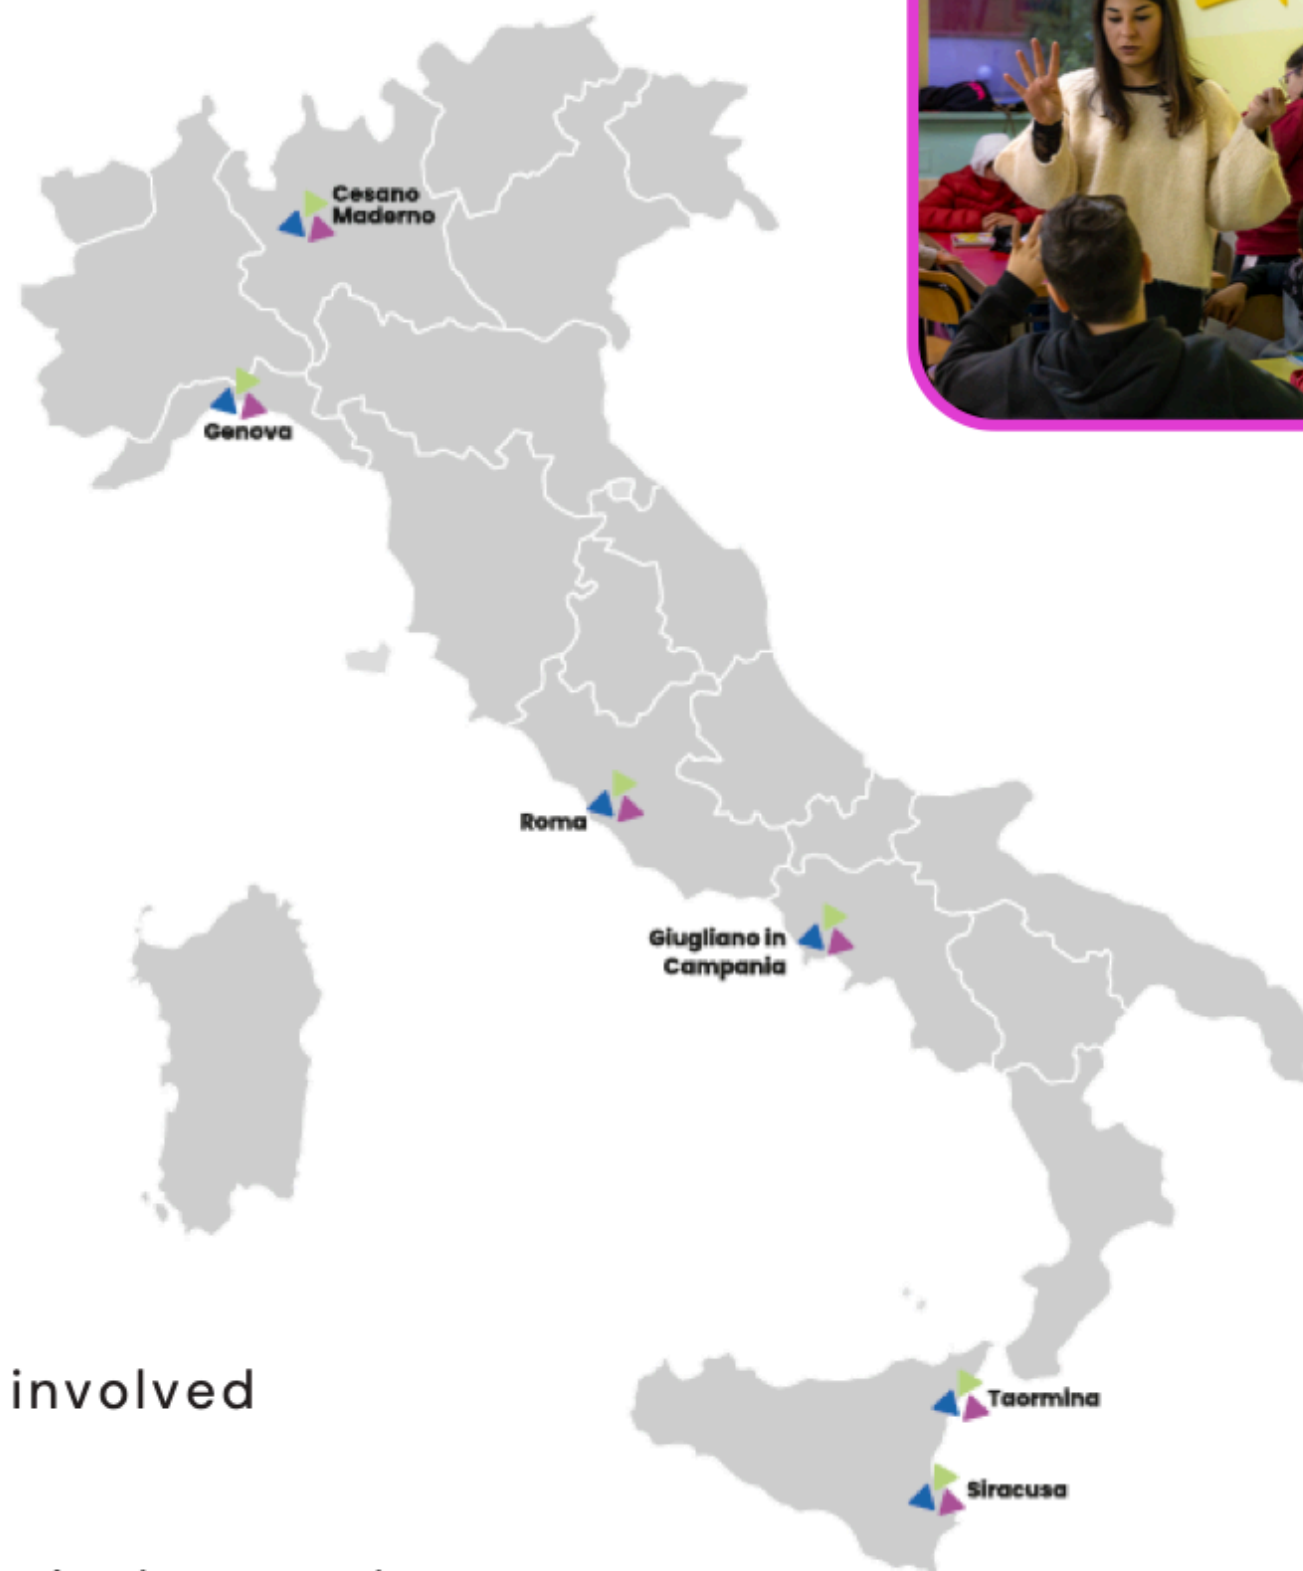 Cesano
Maderno
Genova
Roma
Giugliano in
Campania
involved
Taormina
Siracusa